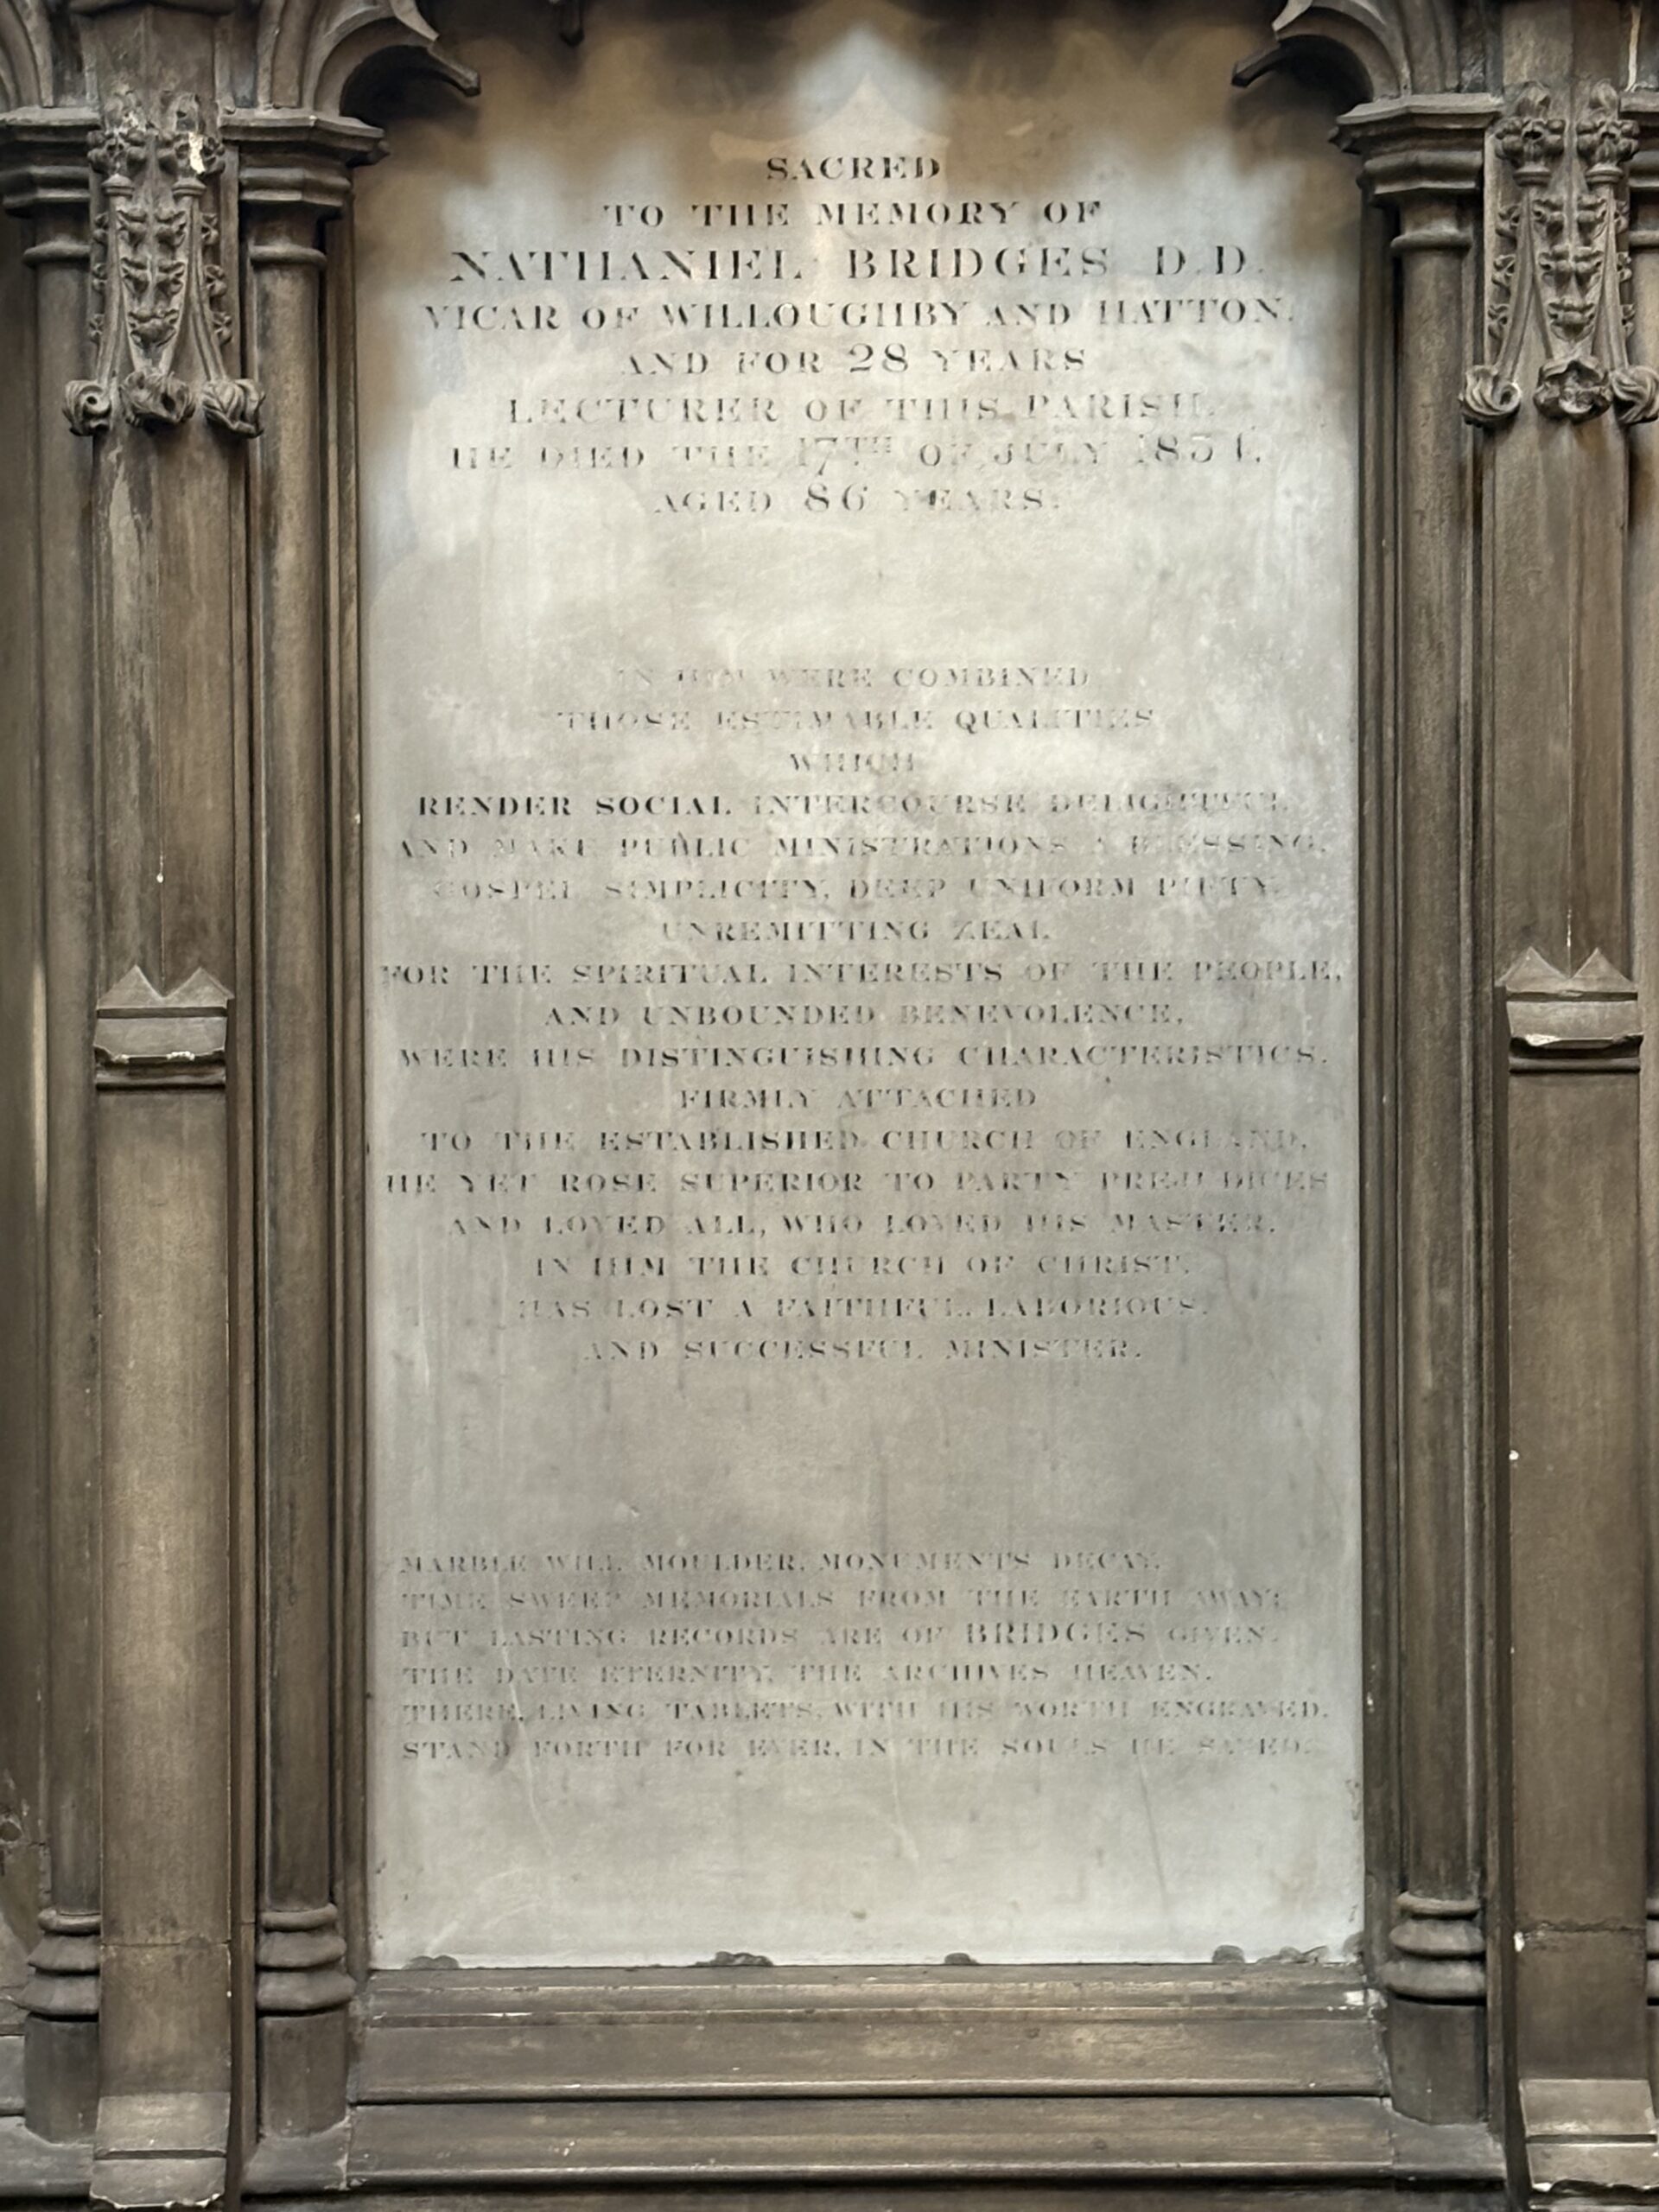 SACRED
TO THE MEMORY OF
NATHANIEL BRIDGES D.D.
VICAR OF WILLOUGHBY AND HATTON.
AND FOR 28 YEARS
LECTURER OF THIS PARISH.
HE DIED THE 17TH OF JULY 1834.
AGED 86 YEARS.
IN HIM WERE COMBINED
THOSE ESTIMABLE QUALITIES
WHICH
RENDER SOCIAL INTERCOURSE DELIGHTFUL,
AND MAKE PUBLIC MINISTRATIONS A BLESSING.
GOSPEL SIMPLICITY, DEEP UNIFORM PIETY,
UNREMITTING ZEAL
FOR THE SPIRITUAL INTERESTS OF THE PEOPLE,
AND UNBOUNDED BENEVOLENCE,
WERE HIS DISTINGUISHING CHARACTERISTICS.
FIRMLY ATTACHED
TO THE ESTABLISHED CHURCH OF ENGLAND,
HE YET ROSE SUPERIOR TO PARTY PREJUDICES
AND LOVED ALL, WHO LOVED HIS MASTER.
IN HIM THE CHURCH OF CHRIST,
HAS LOST A FAITHFUL, LABORIOUS,
AND SUCCESSFUL MINISTER.
MARBLE WILL MOULDER, MONUMENTS DECAY,
TIME SWEEP MEMORIALS FROM THE EARTH AWAY;
BUT LASTING RECORDS ARE OF BRIDGES GIVEN,
THE DATE ETERNITY, THE ARCHIVES HEAVEN.
THERE, LIVING TABLETS, WITH HIS WORTH ENGRAVED,
STAND FORTH FOR EVER, IN THE SOULS HE SAVED.